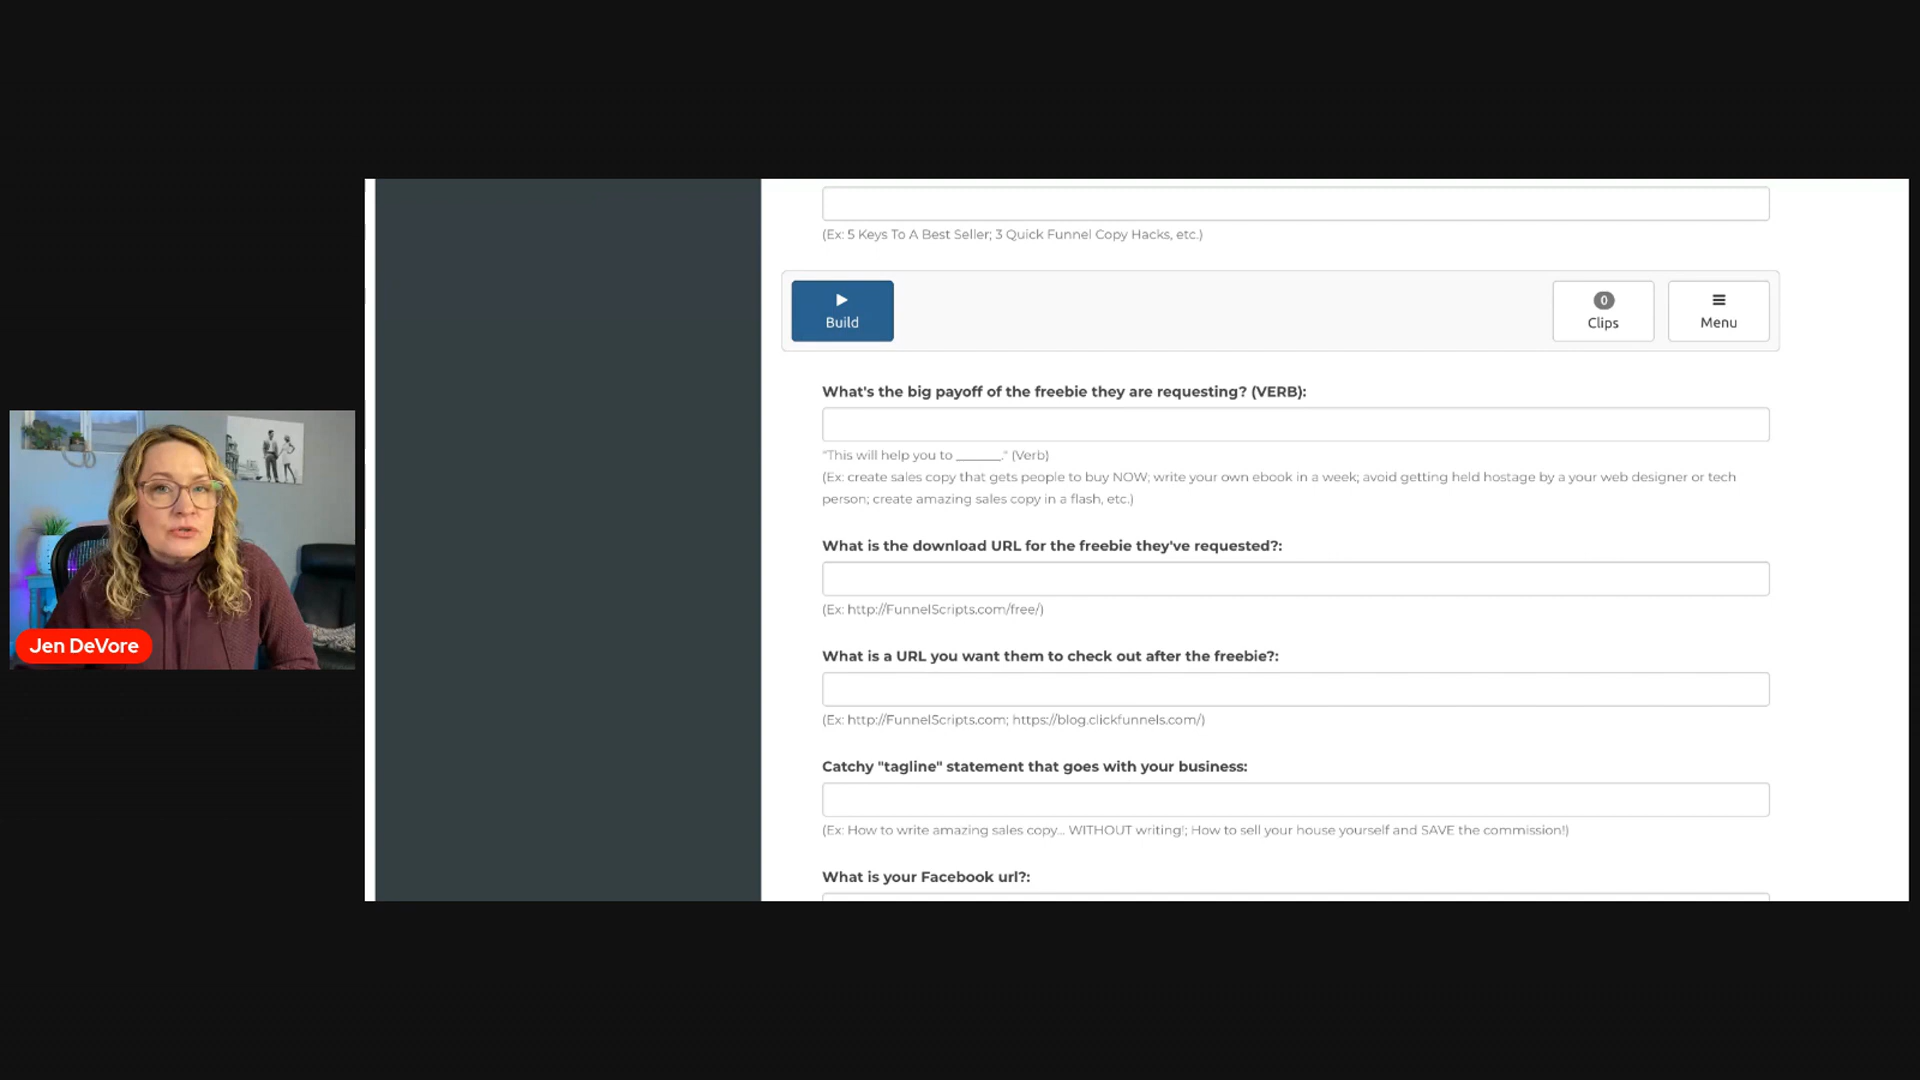 (Ex: 5 Keys To A Best Seller; 3 Quick Funnel Copy Hacks, etc.)
Build
0
Clips
Menu
What's the big payoff of the freebie they are requesting? (VERB):
"This will help you to _______." (Verb)
(Ex: create sales copy that gets people to buy NOW; write your own ebook in a week; avoid getting held hostage by a your web designer or tech
person; create amazing sales copy in a flash, etc.)
What is the download URL for the freebie they've requested?:
(Ex: http://FunnelScripts.com/free/)
What is a URL you want them to check out after the freebie?:
(Ex: http://FunnelScripts.com; https://blog.clickfunnels.com/)
Catchy "tagline" statement that goes with your business:
(Ex: How to write amazing sales copy... WITHOUT writing!; How to sell your house yourself and SAVE the commission!)
What is your Facebook url?:
Jen DeVore